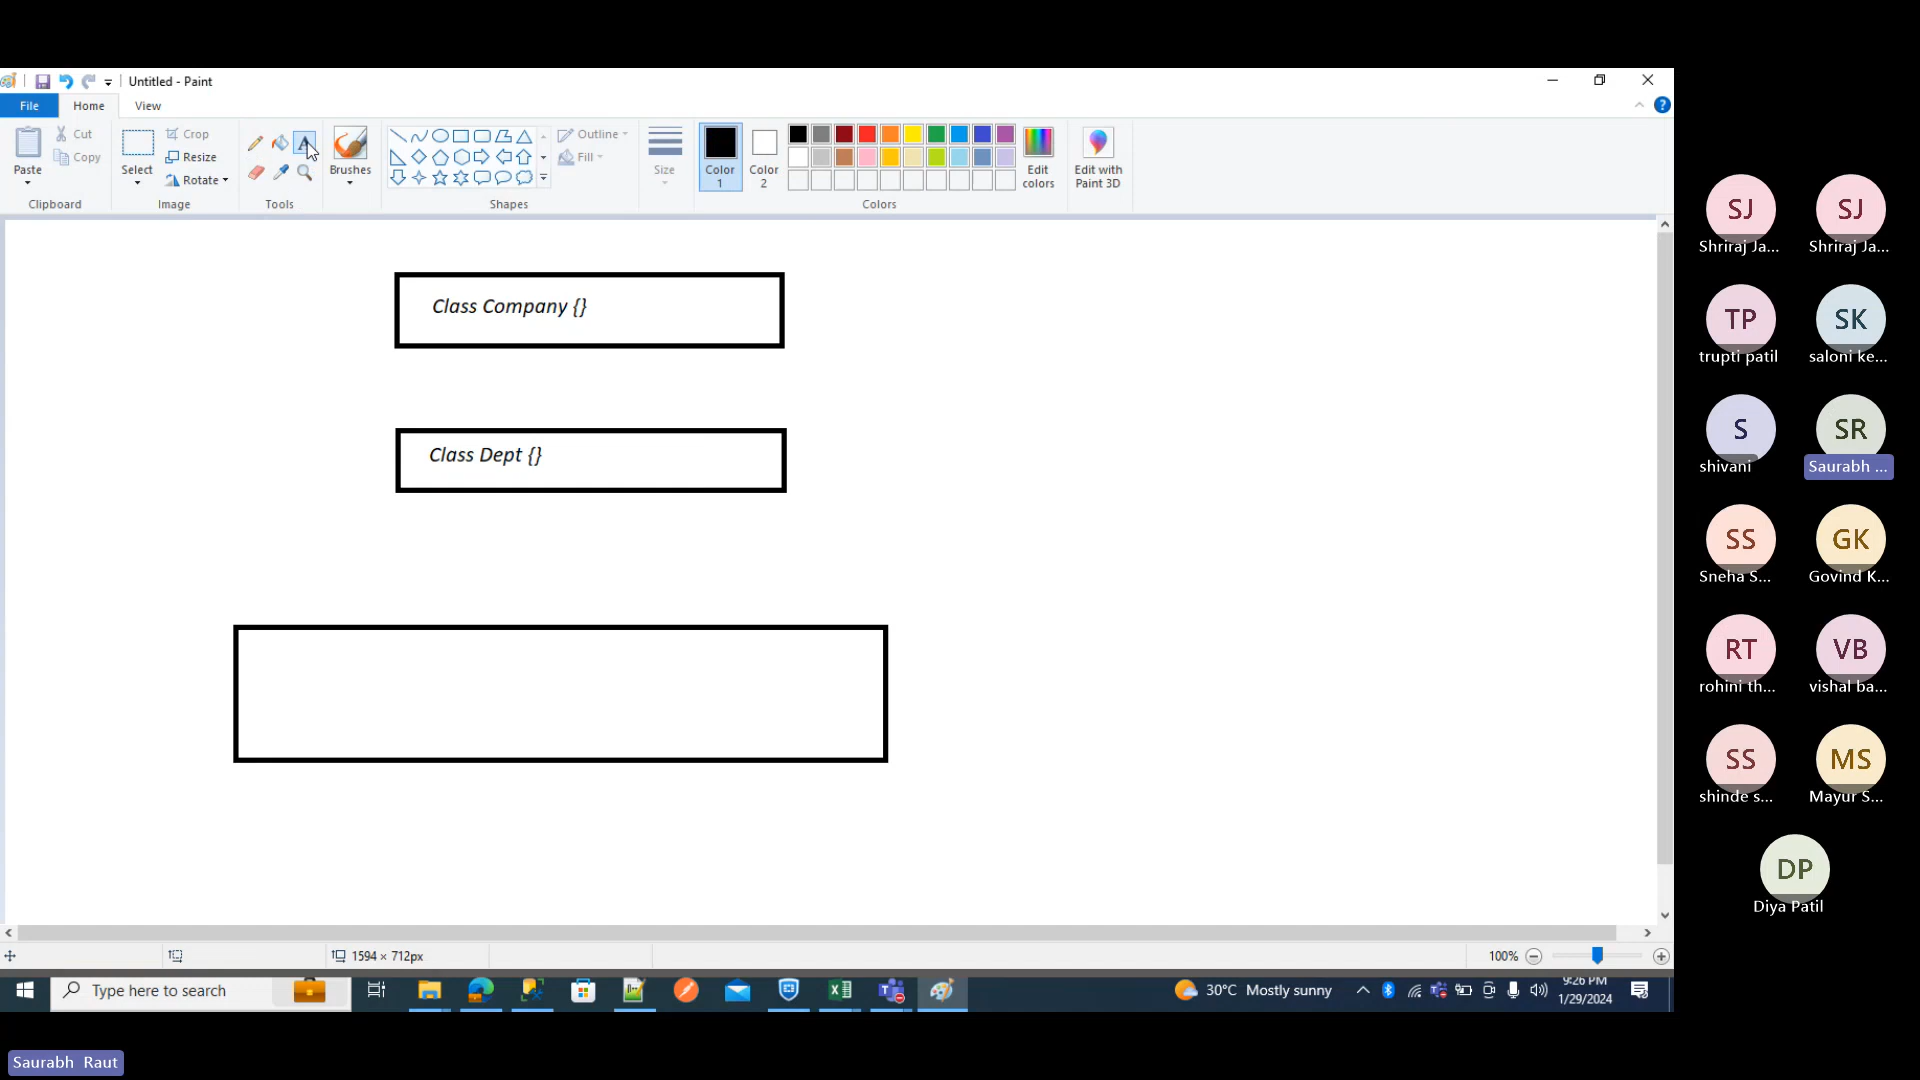 Untitled - Paint
File Home View
Paste
Cut
Copy
Clipboard
Select
Crop
Resize
Rotate
Image
Tools
Brushes
Shapes
Outline
Fill
Size
Color 1
Color 2
Edit colors
Edit with Paint 3D
Colors
Class Company {}
Class Dept {}
1594 × 712px
100%
Type here to search
30°C Mostly sunny
9:26 PM
1/29/2024
SJ
Shriraj Ja...
SJ
Shriraj Ja...
TP
trupti patil
SK
saloni ke...
S
shivani
SR
Saurabh ...
SS
Sneha S...
GK
Govind K...
RT
rohini th...
VB
vishal ba...
SS
shinde s...
MS
Mayur S...
DP
Diya Patil
Saurabh Raut